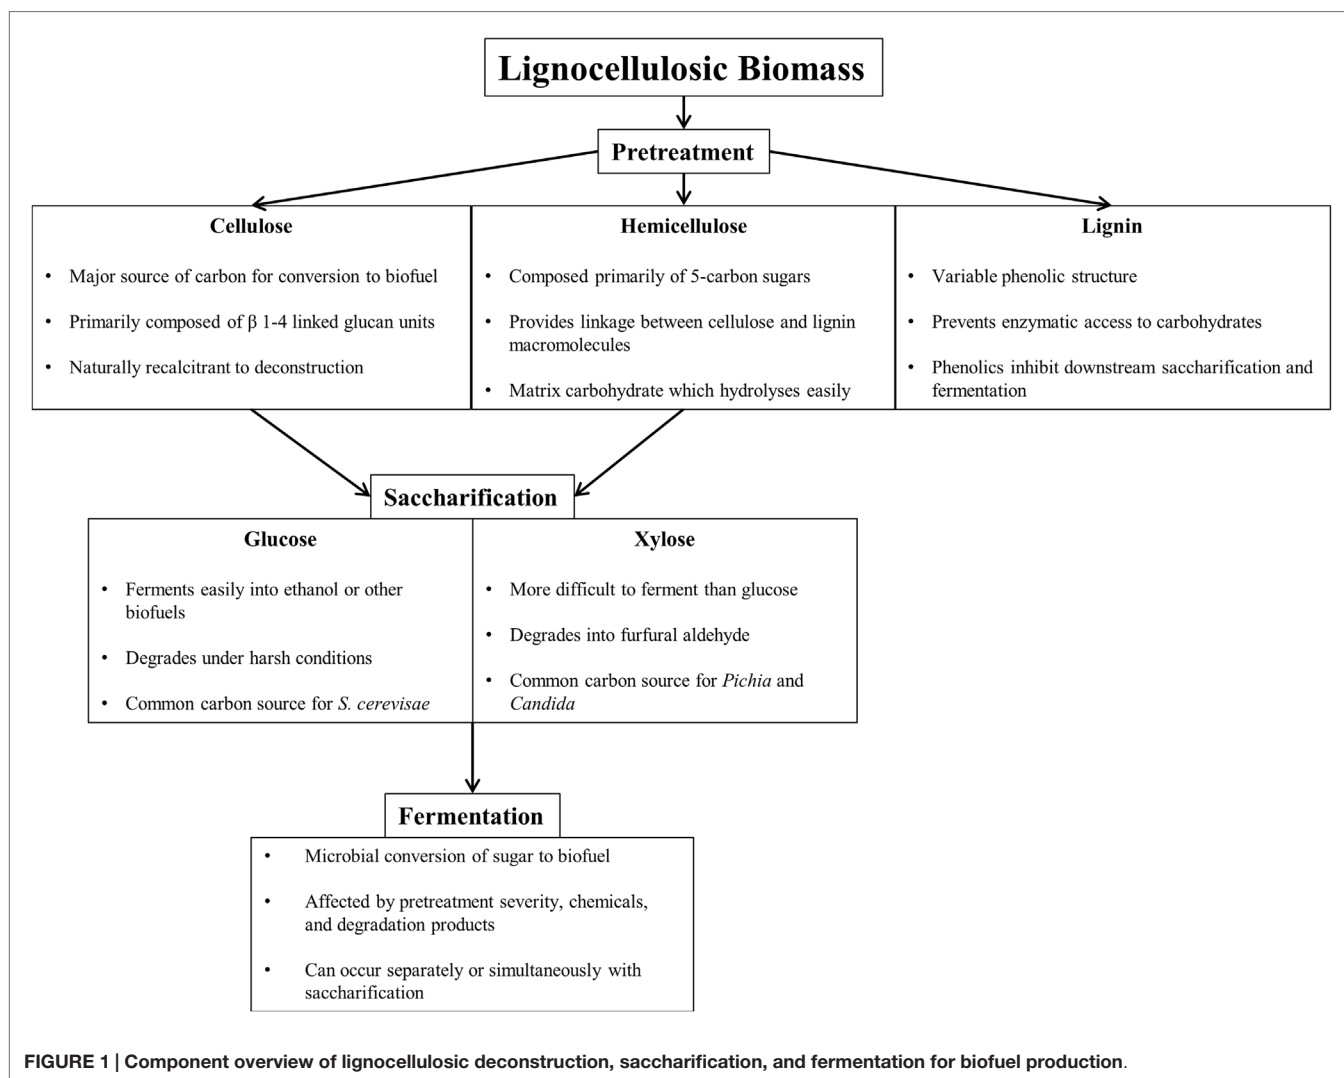 Lignocellulosic Biomass
Pretreatment
Cellulose
• Major source of carbon for conversion to biofuel
• Primarily composed of β 1-4 linked glucan units
• Naturally recalcitrant to deconstruction
Hemicellulose
• Composed primarily of 5-carbon sugars
• Provides linkage between cellulose and lignin
macromolecules
• Matrix carbohydrate which hydrolyses easily
Lignin
• Variable phenolic structure
• Prevents enzymatic access to carbohydrates
• Phenolics inhibit downstream saccharification and
fermentation
Saccharification
Glucose
• Ferments easily into ethanol or other
biofuels
• Degrades under harsh conditions
• Common carbon source for S. cerevisae
Xylose
• More difficult to ferment than glucose
• Degrades into furfural aldehyde
• Common carbon source for Pichia and
Candida
Fermentation
• Microbial conversion of sugar to biofuel
• Affected by pretreatment severity, chemicals,
and degradation products
• Can occur separately or simultaneously with
saccharification
FIGURE 1 | Component overview of lignocellulosic deconstruction, saccharification, and fermentation for biofuel production.